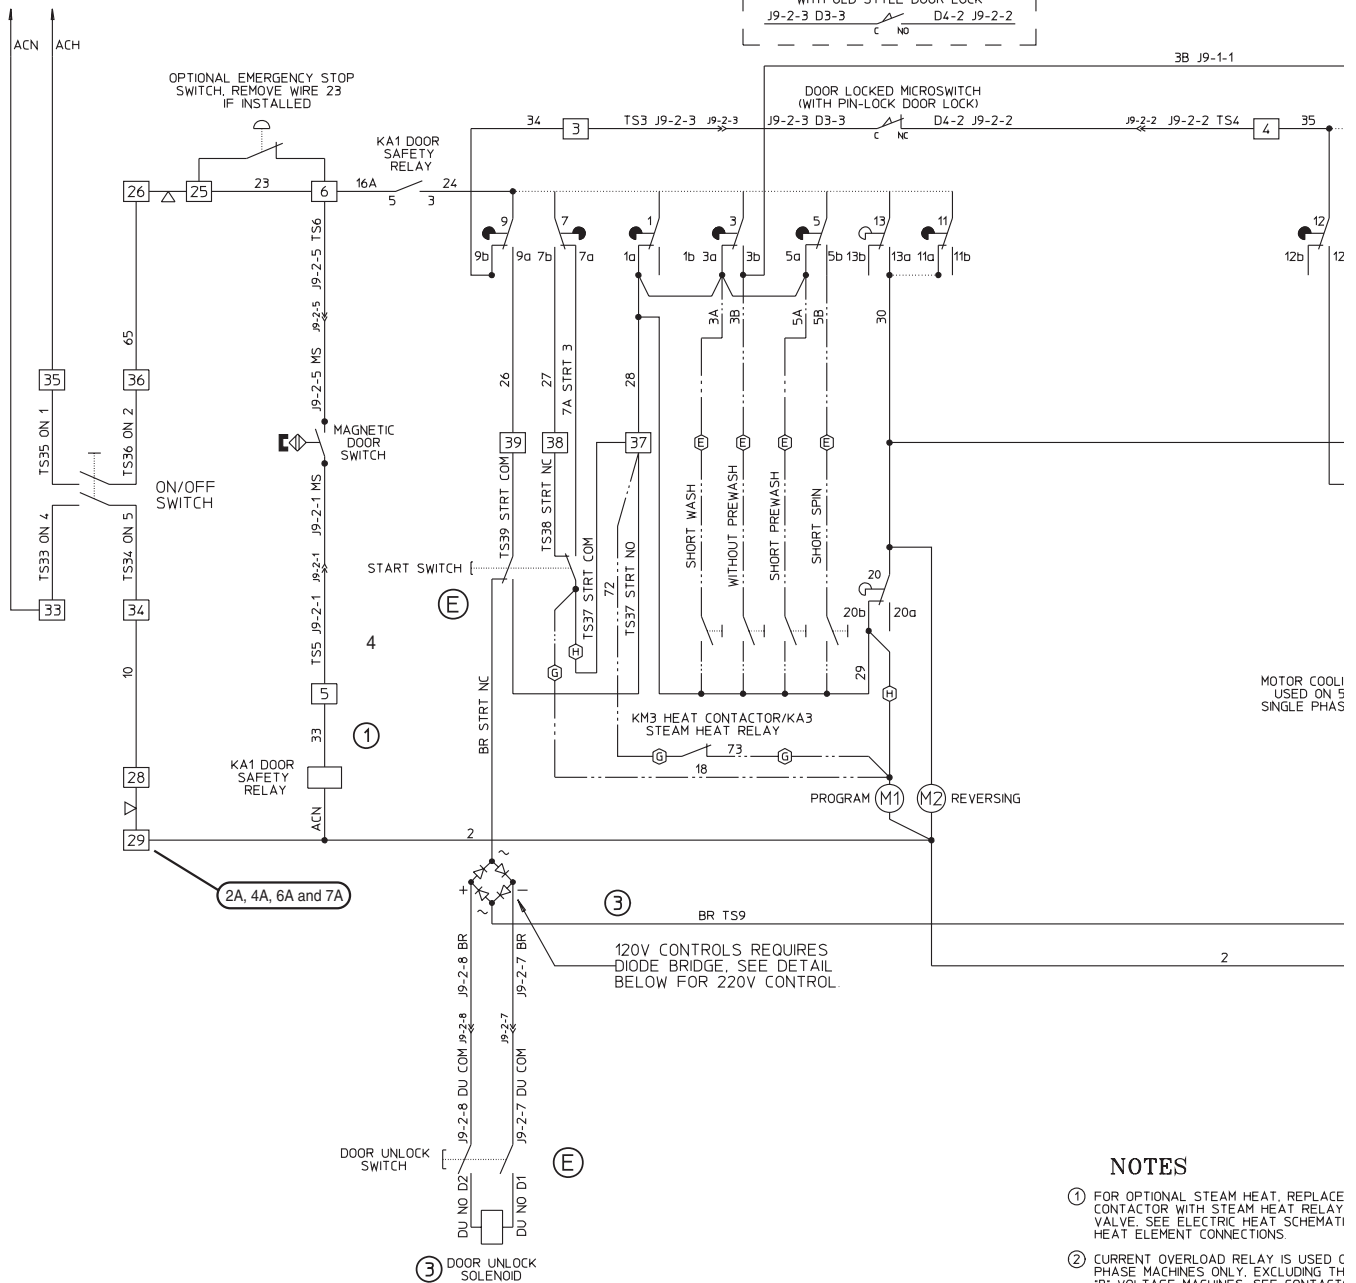 WITH OLD STYLE DOOR LOCK
J9-2-3 D3-3
D4-2 J9-2-2
C NO
ACN
ACH
3B J9-1-1
OPTIONAL EMERGENCY STOP
SWITCH, REMOVE WIRE 23
IF INSTALLED
DOOR LOCKED MICROSWITCH
(WITH PIN-LOCK DOOR LOCK)
34
3
TS3 J9-2-3
J9-2-3
J9-2-3 D3-3
C NC
D4-2 J9-2-2
J9-2-2
J9-2-2 TS4
4
35
KA1 DOOR
SAFETY
RELAY
26
25
23
6
16A
5
3
24
9
7
1
3
5
13
11
12
9b
9a
7b
7a
1a
1b
3a
3b
5a
5b
13b
13a
11a
11b
12b
12
J9-2-5 TS6
J9-2-5
J9-2-5 MS
65
3A
3B
5A
5B
30
35
36
26
27
7A STRT 3
28
TS35 ON 1
TS36 ON 2
MAGNETIC
DOOR
SWITCH
39
38
37
E
E
E
E
ON/OFF
SWITCH
TS33 ON 4
TS34 ON 5
J9-2-1 MS
J9-2-1
TS5 J9-2-1
TS39 STRT COM
TS38 STRT NC
TS37 STRT COM
72
TS37 STRT NO
SHORT WASH
WITHOUT PREWASH
SHORT PREWASH
SHORT SPIN
START SWITCH
E
20
20b
20a
33
34
4
10
H
G
29
5
H
MOTOR COOLI
USED ON 5
SINGLE PHAS
33
1
BR STRT NC
KM3 HEAT CONTACTOR/KA3
STEAM HEAT RELAY
G
73
G
18
KA1 DOOR
SAFETY
RELAY
28
PROGRAM
M1
M2
REVERSING
ACN
29
2
2A, 4A, 6A and 7A
~
+
–
~
3
BR TS9
J9-2-8 BR
J9-2-7 BR
120V CONTROLS REQUIRES
DIODE BRIDGE, SEE DETAIL
BELOW FOR 220V CONTROL.
2
J9-2-8
J9-2-7
J9-2-8 DU COM
J9-2-7 DU COM
DOOR UNLOCK
SWITCH
E
DU NO D2
DU NO D1
3
DOOR UNLOCK
SOLENOID
NOTES
1 FOR OPTIONAL STEAM HEAT, REPLACE
CONTACTOR WITH STEAM HEAT RELAY
VALVE. SEE ELECTRIC HEAT SCHEMATI
HEAT ELEMENT CONNECTIONS.
2 CURRENT OVERLOAD RELAY IS USED O
PHASE MACHINES ONLY, EXCLUDING TH
VOLTAGE MACHINES, SEE CONTACT